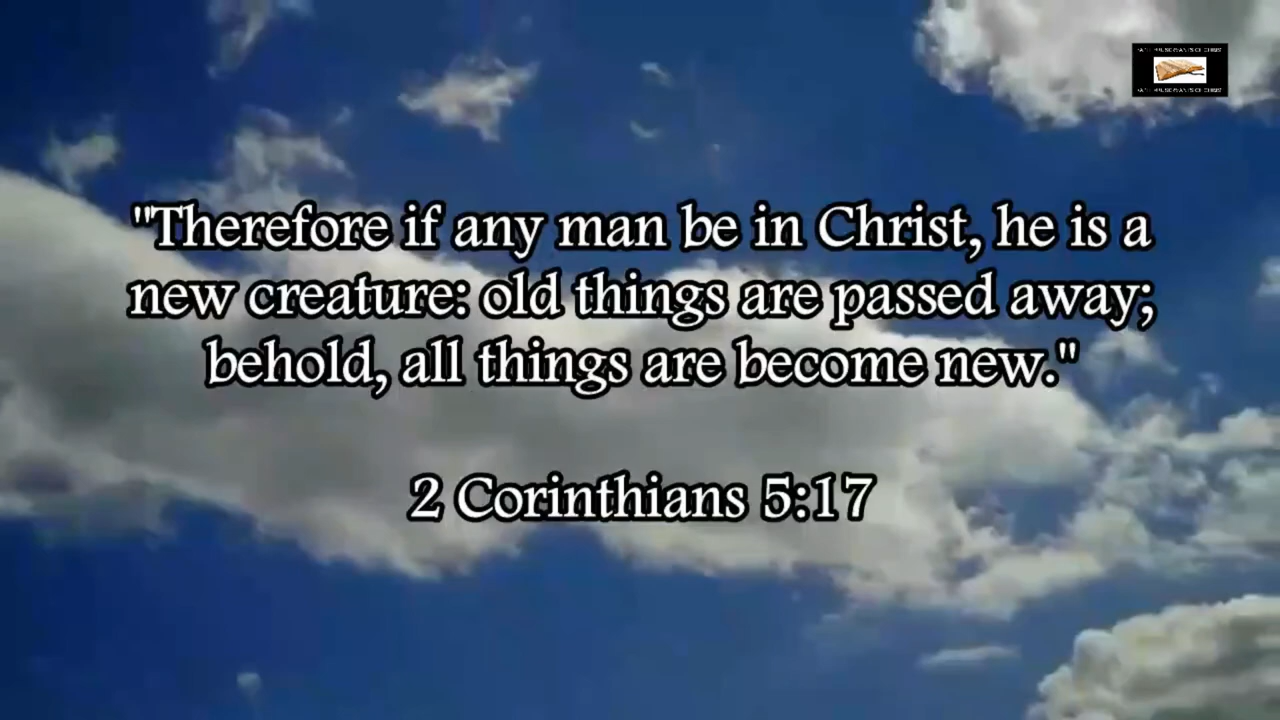 "Therefore if any man be in Christ, he is a
new creature: old things are passed away;
behold, all things are become new."
2 Corinthians 5:17